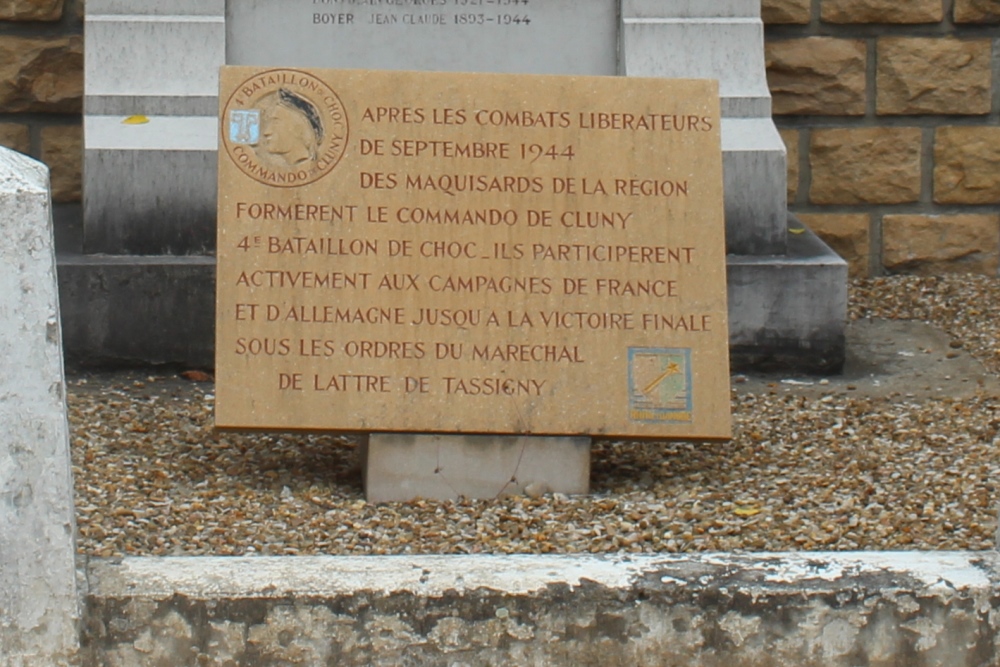 BOYER JEAN CLAUDE 1893-1944
4E BATAILLON DE CHOC
COMMANDO DE CLUNY
APRES LES COMBATS LIBERATEURS
DE SEPTEMBRE 1944
DES MAQUISARDS DE LA REGION
FORMERENT LE COMMANDO DE CLUNY
4E BATAILLON DE CHOC_ILS PARTICIPERENT
ACTIVEMENT AUX CAMPAGNES DE FRANCE
ET D'ALLEMAGNE JUSQU'A LA VICTOIRE FINALE
SOUS LES ORDRES DU MARECHAL
DE LATTRE DE TASSIGNY